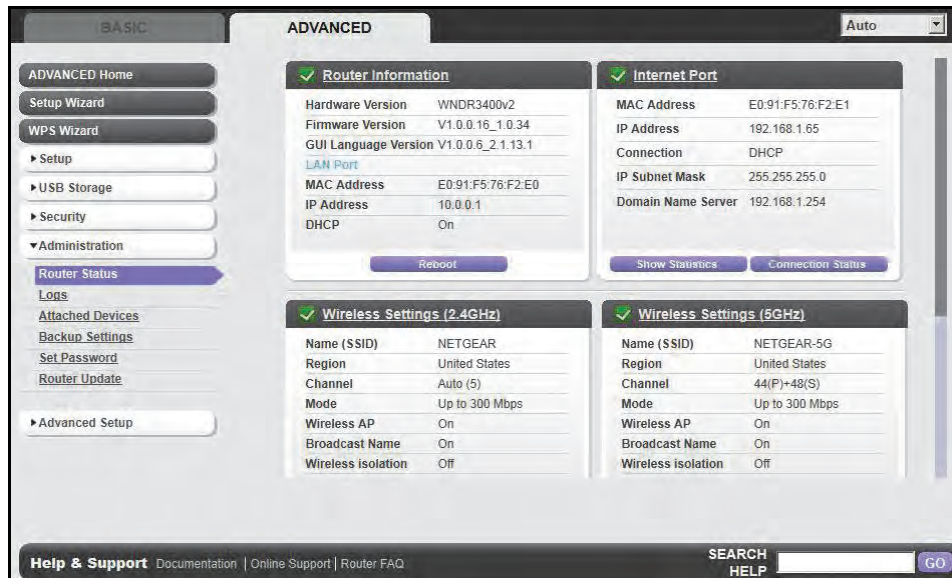 BASIC
ADVANCED
Auto
ADVANCED Home
Setup Wizard
WPS Wizard
Setup
USB Storage
Security
Administration
Router Status
Logs
Attached Devices
Backup Settings
Set Password
Router Update
Advanced Setup
Router Information
Hardware Version WNDR3400v2
Firmware Version V1.0.0.16_1.0.34
GUI Language Version V1.0.0.6_2.1.13.1
LAN Port
MAC Address E0:91:F5:76:F2:E0
IP Address 10.0.0.1
DHCP On
Reboot
Internet Port
MAC Address E0:91:F5:76:F2:E1
IP Address 192.168.1.65
Connection DHCP
IP Subnet Mask 255.255.255.0
Domain Name Server 192.168.1.254
Show Statistics Connection Status
Wireless Settings (2.4GHz)
Name (SSID) NETGEAR
Region United States
Channel Auto (5)
Mode Up to 300 Mbps
Wireless AP On
Broadcast Name On
Wireless isolation Off
Wireless Settings (5GHz)
Name (SSID) NETGEAR-5G
Region United States
Channel 44(P)+48(S)
Mode Up to 300 Mbps
Wireless AP On
Broadcast Name On
Wireless isolation Off
Help & Support Documentation | Online Support | Router FAQ
SEARCH HELP
GO